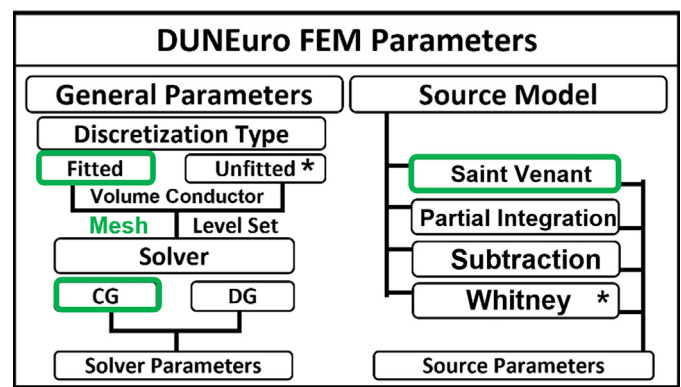 DUNEuro FEM Parameters
General Parameters
Discretization Type
Fitted
Unfitted *
Volume Conductor
Mesh
Level Set
Solver
CG
DG
Solver Parameters
Source Model
Saint Venant
Partial Integration
Subtraction
Whitney *
Source Parameters